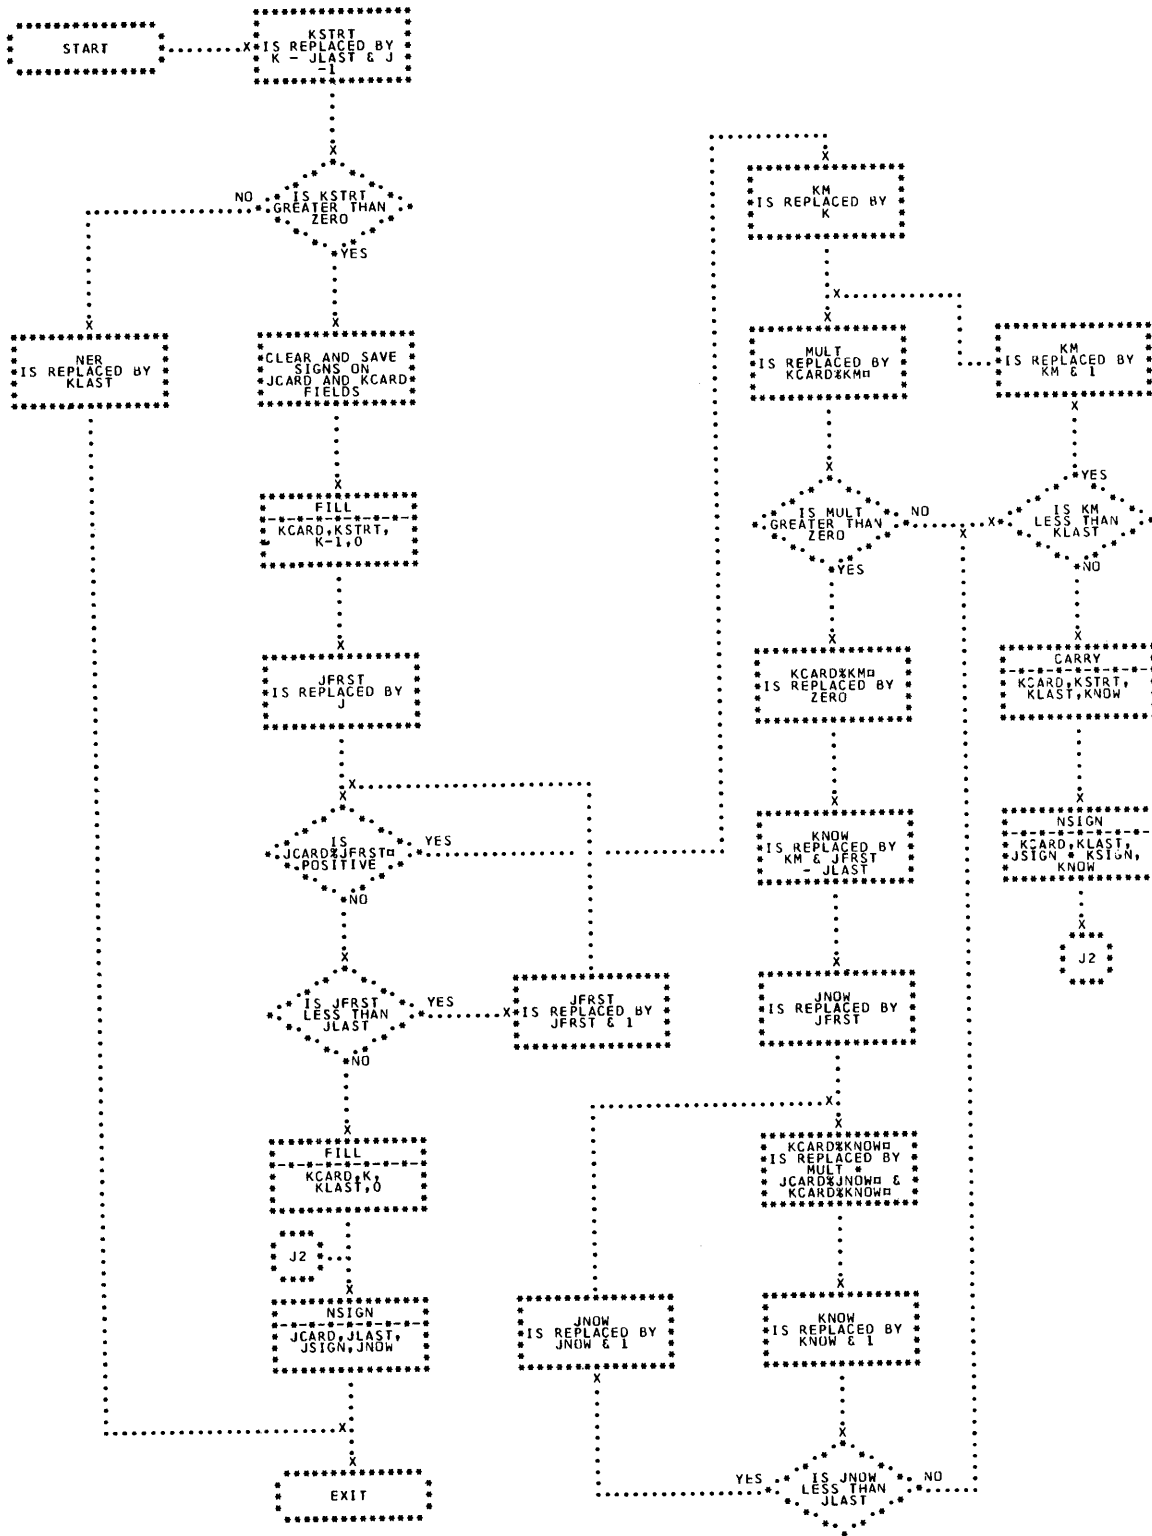 START
KSTRT
IS REPLACED BY
K - JLAST & J
-1
IS KSTRT
GREATER THAN
ZERO
NO
YES
NER
IS REPLACED BY
KLAST
CLEAR AND SAVE
SIGNS ON
JCARD AND KCARD
FIELDS
FILL
KCARD,KSTRT,
K-1,0
JFRST
IS REPLACED BY
J
IS
JCARD%JFRST¤
POSITIVE
YES
NO
IS JFRST
LESS THAN
JLAST
YES
NO
JFRST
IS REPLACED BY
JFRST & 1
FILL
KCARD,K,
KLAST,0
J2
NSIGN
JCARD,JLAST,
JSIGN,JNOW
EXIT
KM
IS REPLACED BY
K
MULT
IS REPLACED BY
KCARD%KM¤
KM
IS REPLACED BY
KM & 1
IS MULT
GREATER THAN
ZERO
NO
YES
YES
IS KM
LESS THAN
KLAST
NO
KCARD%KM¤
IS REPLACED BY
ZERO
CARRY
KCARD,KSTRT,
KLAST,KNOW
KNOW
IS REPLACED BY
KM & JFRST
- JLAST
NSIGN
KCARD,KLAST,
JSIGN * KSIGN,
KNOW
J2
JNOW
IS REPLACED BY
JFRST
KCARD%KNOW¤
IS REPLACED BY
MULT *
JCARD%JNOW¤ &
KCARD%KNOW¤
JNOW
IS REPLACED BY
JNOW & 1
KNOW
IS REPLACED BY
KNOW & 1
YES
IS JNOW
LESS THAN
JLAST
NO